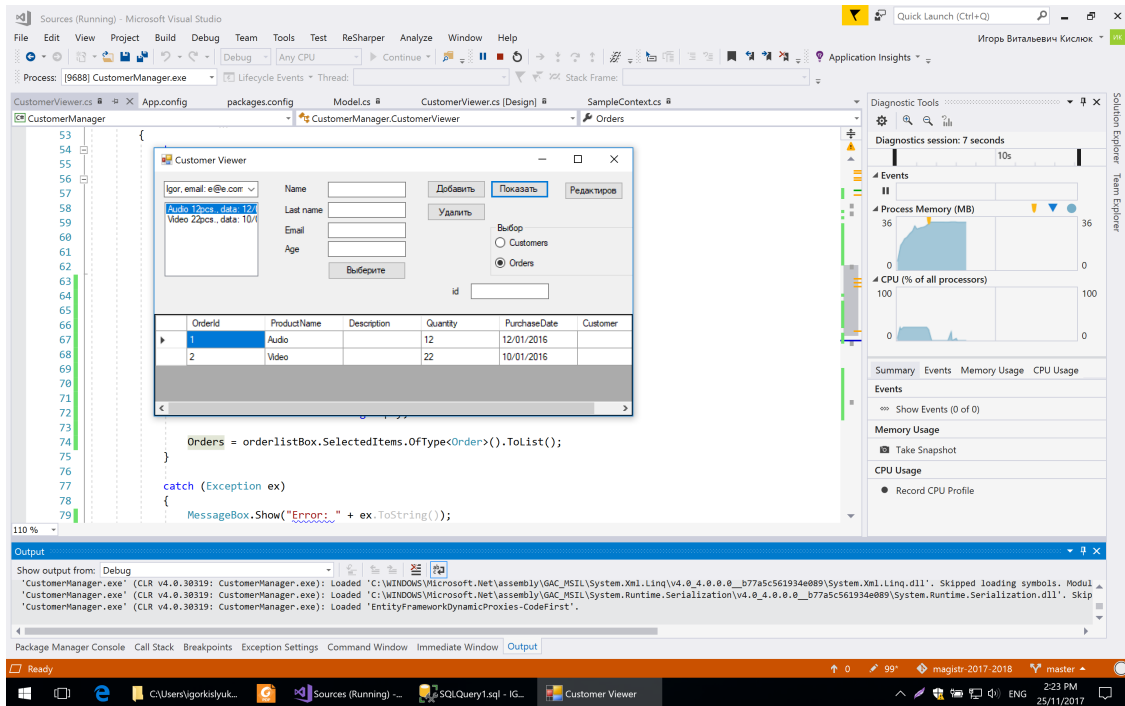 Sources (Running) - Microsoft Visual Studio
Quick Launch (Ctrl+Q)
File Edit View Project Build Debug Team Tools Test ReSharper Analyze Window Help
Игорь Витальевич Кислюк
ИК
Debug Any CPU Continue Application Insights
Process: [9688] CustomerManager.exe Lifecycle Events Thread: Stack Frame:
CustomerViewer.cs App.config packages.config Model.cs CustomerViewer.cs [Design] SampleContext.cs
CustomerManager CustomerManager.CustomerViewer Orders
53 {
54
55
56
57
58
59
60
61
62
63
64
65
66
67
68
69
70
71
72
73
74 Orders = orderlistBox.SelectedItems.OfType<Order>().ToList();
75 }
76
77 catch (Exception ex)
78 {
79 MessageBox.Show("Error: " + ex.ToString());
110 %
Customer Viewer
Igor, email: e@e.com
Audio 12pcs., data: 12/
Video 22pcs., data: 10/
Name
Last name
Email
Age
Выберите
Добавить Показать Редактиров
Удалить
Выбор
Customers
Orders
id
OrderId ProductName Description Quantity PurchaseDate Customer
1 Audio 12 12/01/2016
2 Video 22 10/01/2016
Diagnostic Tools
Diagnostics session: 7 seconds
10s
Events
Process Memory (MB)
36 36
0 0
CPU (% of all processors)
100 100
0 0
Summary Events Memory Usage CPU Usage
Events
Show Events (0 of 0)
Memory Usage
Take Snapshot
CPU Usage
Record CPU Profile
Solution Explorer
Team Explorer
Output
Show output from: Debug
'CustomerManager.exe' (CLR v4.0.30319: CustomerManager.exe): Loaded 'C:\WINDOWS\Microsoft.Net\assembly\GAC_MSIL\System.Xml.Linq\v4.0_4.0.0.0__b77a5c561934e089\System.Xml.Linq.dll'. Skipped loading symbols. Modul
'CustomerManager.exe' (CLR v4.0.30319: CustomerManager.exe): Loaded 'C:\WINDOWS\Microsoft.Net\assembly\GAC_MSIL\System.Runtime.Serialization\v4.0_4.0.0.0__b77a5c561934e089\System.Runtime.Serialization.dll'. Skip
'CustomerManager.exe' (CLR v4.0.30319: CustomerManager.exe): Loaded 'EntityFrameworkDynamicProxies-CodeFirst'.
Package Manager Console Call Stack Breakpoints Exception Settings Command Window Immediate Window Output
Ready
0 99* magistr-2017-2018 master
C:\Users\igorkislyuk... Sources (Running) -... SQLQuery1.sql - IG... Customer Viewer
ENG
2:23 PM
25/11/2017